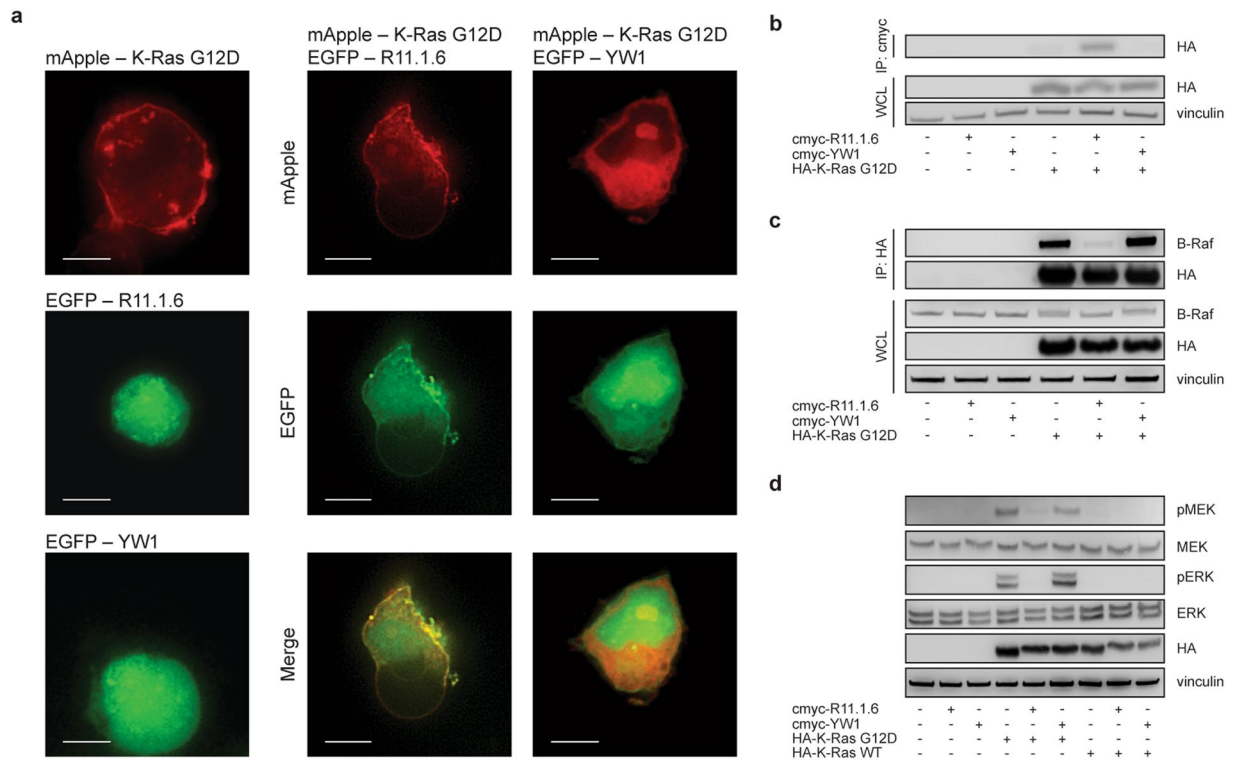 a
mApple – K-Ras G12D
mApple – K-Ras G12D
EGFP – R11.1.6
mApple – K-Ras G12D
EGFP – YW1
mApple
EGFP – R11.1.6
EGFP
EGFP – YW1
Merge
b
IP: cmyc
HA
WCL
HA
vinculin
cmyc-R11.1.6 - + - - + -
cmyc-YW1 - - + - - +
HA-K-Ras G12D - - - + + +
c
IP: HA
B-Raf
HA
WCL
B-Raf
HA
vinculin
cmyc-R11.1.6 - + - - + -
cmyc-YW1 - - + - - +
HA-K-Ras G12D - - - + + +
d
pMEK
MEK
pERK
ERK
HA
vinculin
cmyc-R11.1.6 - + - - + - - + -
cmyc-YW1 - - + - - + - - +
HA-K-Ras G12D - - - + + + - - -
HA-K-Ras WT - - - - - - + + +